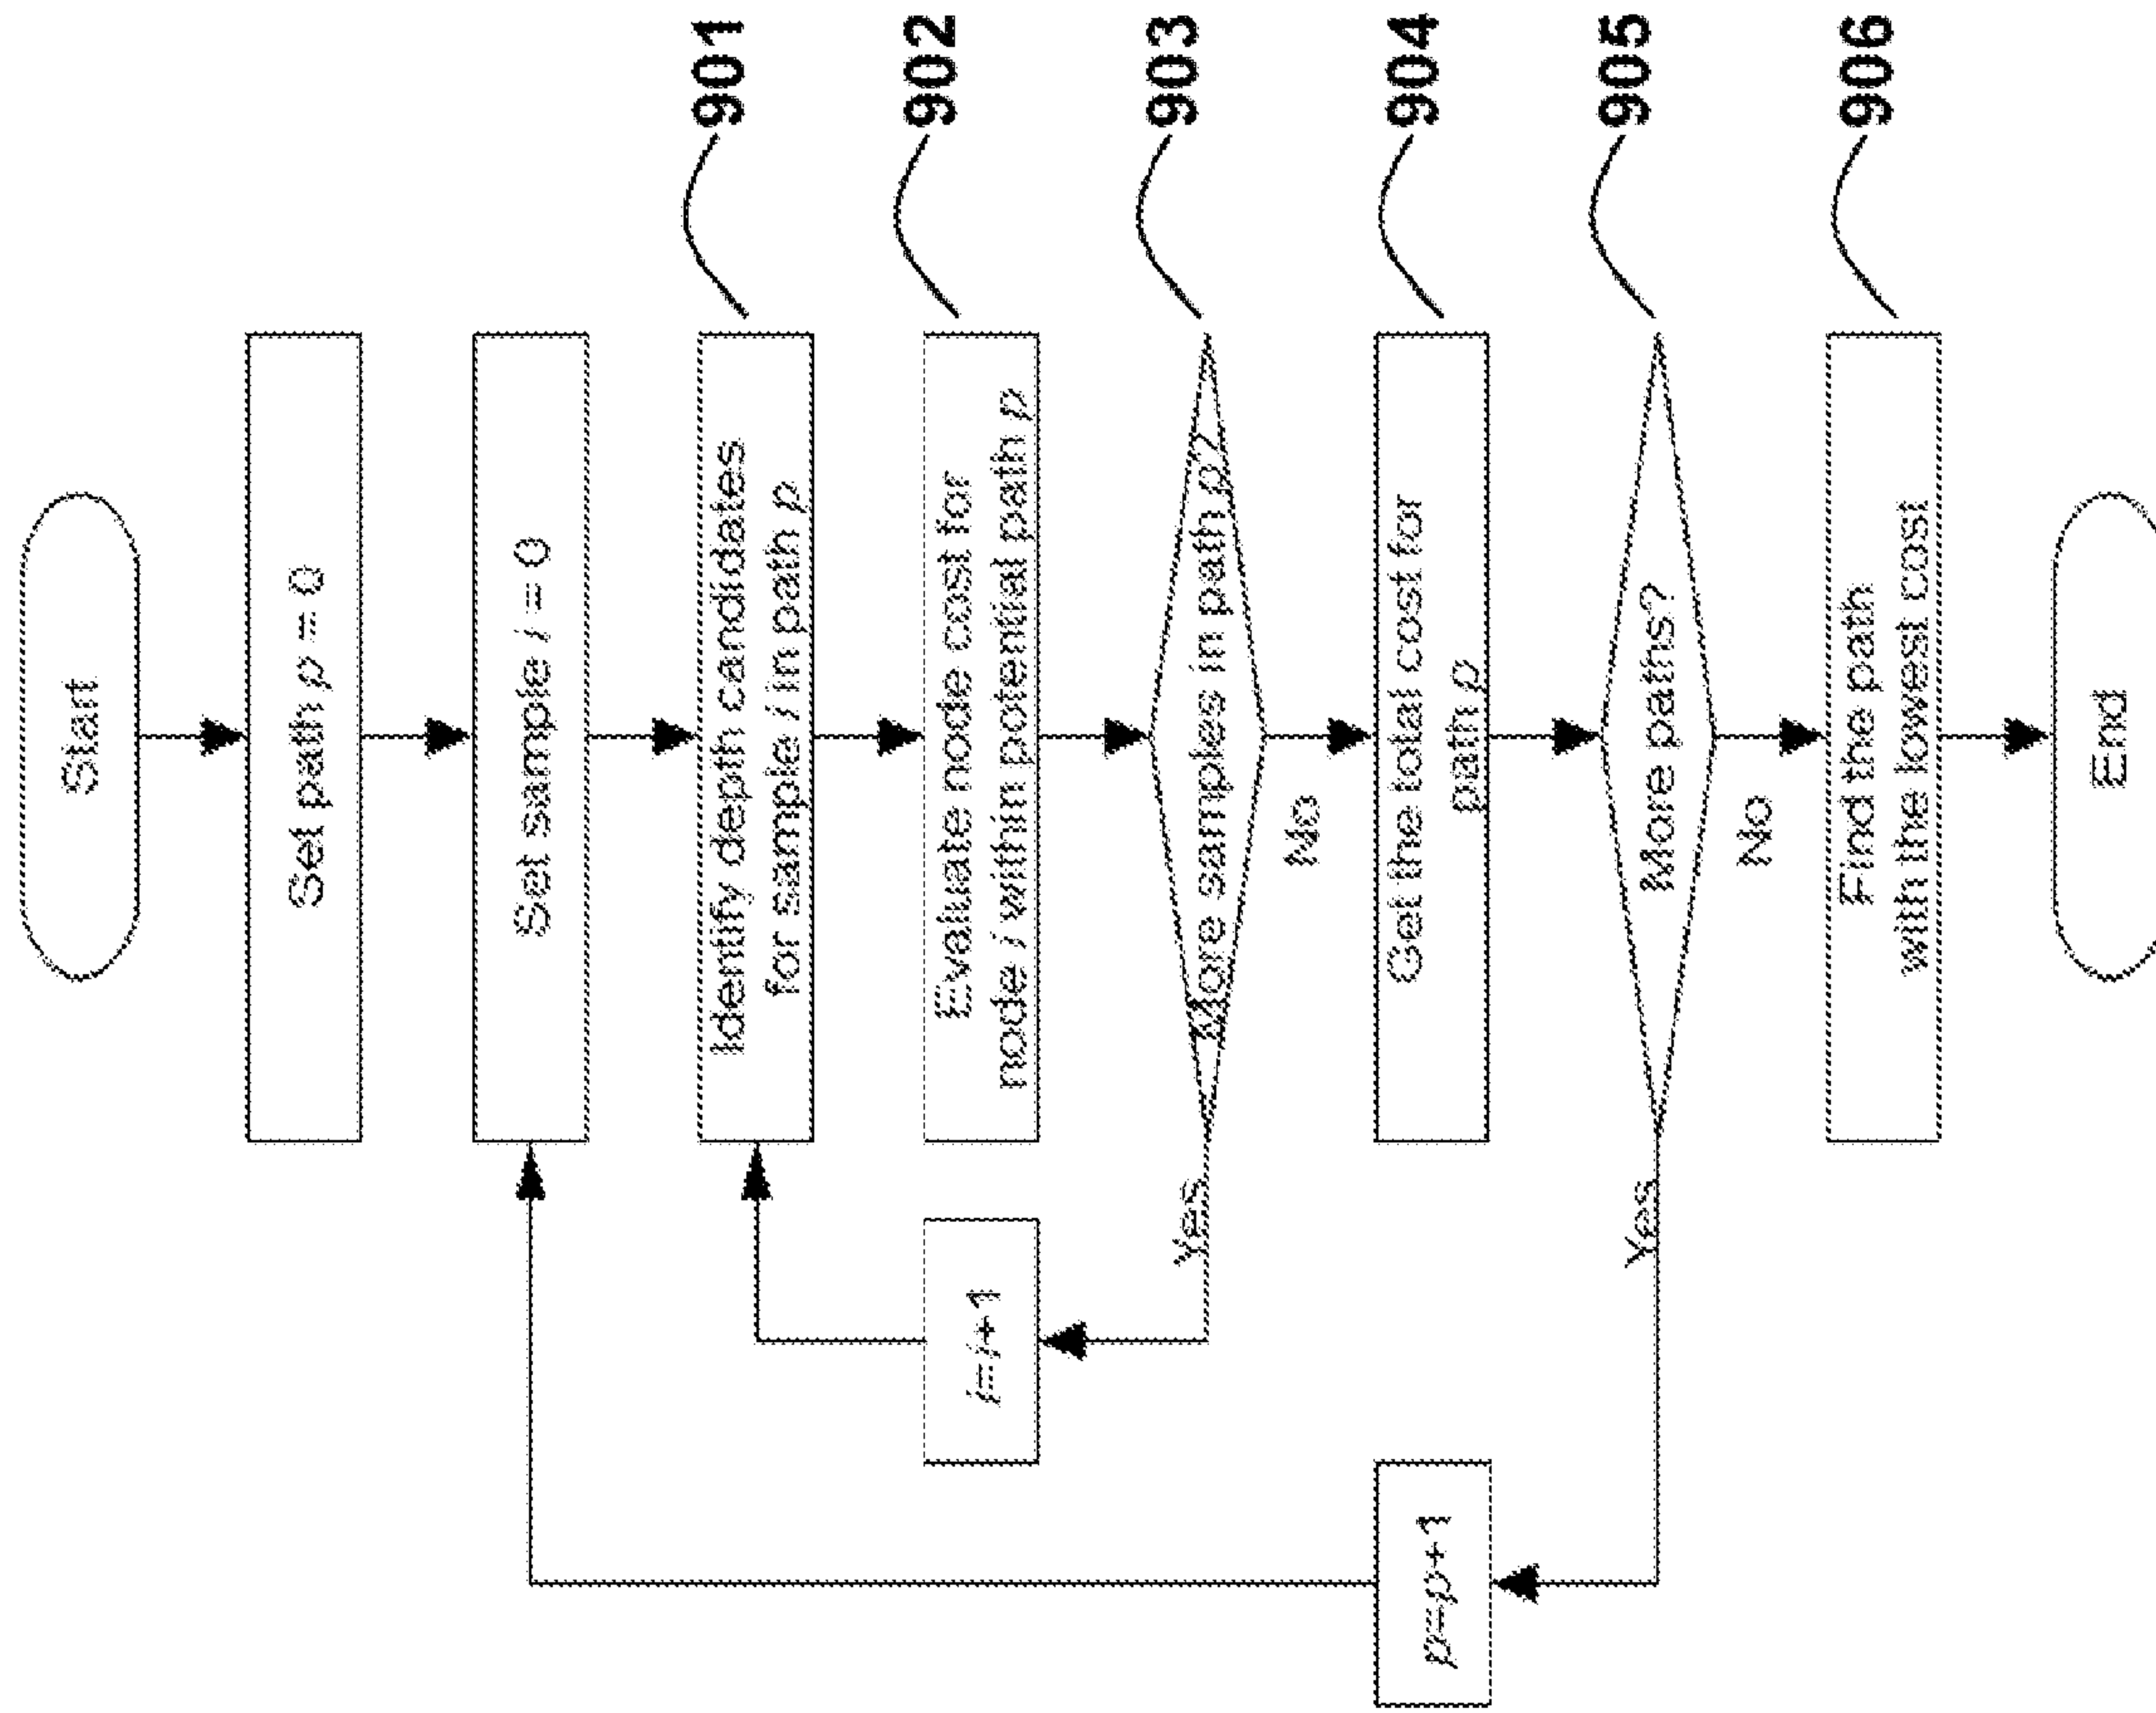 Start
Set path p = 0
Set sample i = 0
Identify depth candidates
for sample i in path p
901
Evaluate node cost for
node i within potential path p
902
More samples in path p?
903
Yes
i=i+1
No
Get the total cost for
path p
904
More paths?
905
Yes
p=p+1
No
Find the path
with the lowest cost
906
End